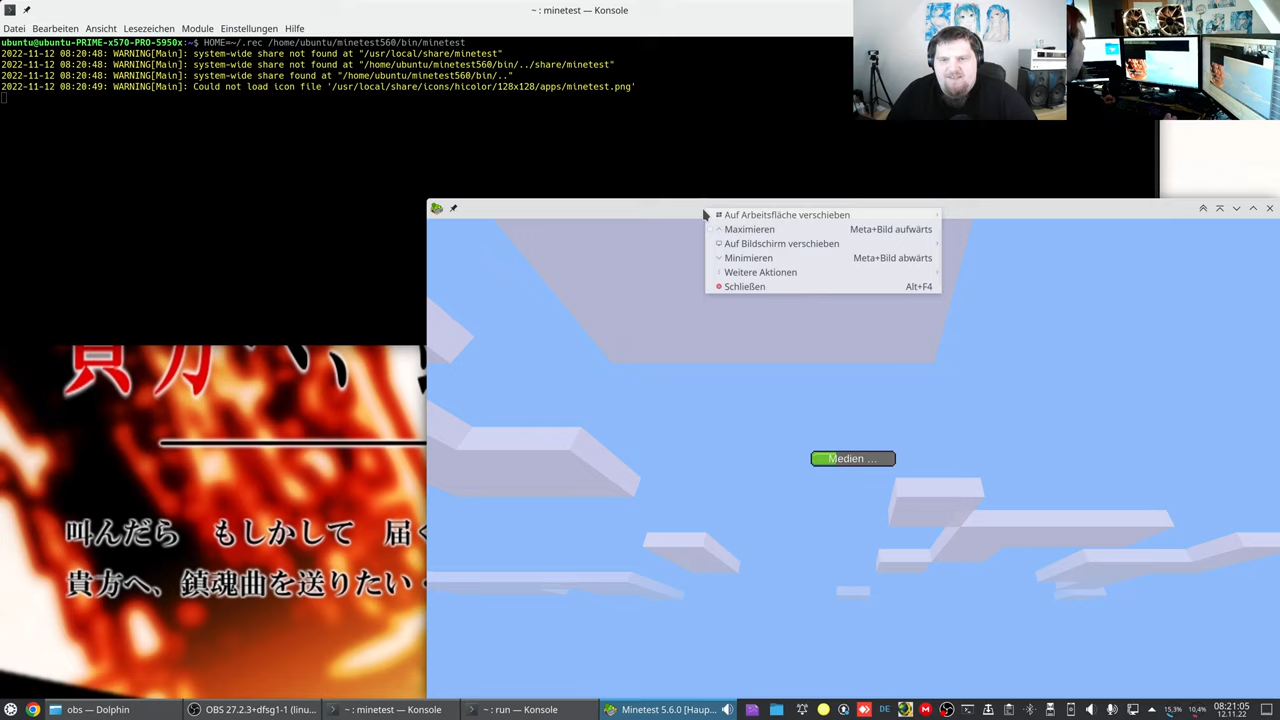 ~ : minetest — Konsole
Datei Bearbeiten Ansicht Lesezeichen Module Einstellungen Hilfe
ubuntu@ubuntu-PRIME-x570-PRO-5950x:~$ HOME=~/.rec /home/ubuntu/minetest560/bin/minetest
2022-11-12 08:20:48: WARNING[Main]: system-wide share not found at "/usr/local/share/minetest"
2022-11-12 08:20:48: WARNING[Main]: system-wide share not found at "/home/ubuntu/minetest560/bin/../share/minetest"
2022-11-12 08:20:48: WARNING[Main]: system-wide share found at "/home/ubuntu/minetest560/bin/.."
2022-11-12 08:20:49: WARNING[Main]: Could not load icon file '/usr/local/share/icons/hicolor/128x128/apps/minetest.png'
Auf Arbeitsfläche verschieben
Maximieren Meta+Bild aufwärts
Auf Bildschirm verschieben
Minimieren Meta+Bild abwärts
Weitere Aktionen
Schließen Alt+F4
貴方へ、
Medien ...
叫んだら もしかして 届く
貴方へ、鎮魂曲を送りたい・
obs — Dolphin OBS 27.2.3+dfsg1-1 (linu... ~ : minetest — Konsole ~ : run — Konsole Minetest 5.6.0 [Haup... DE 15,3% 10,4% 08:21:05
12.11.22